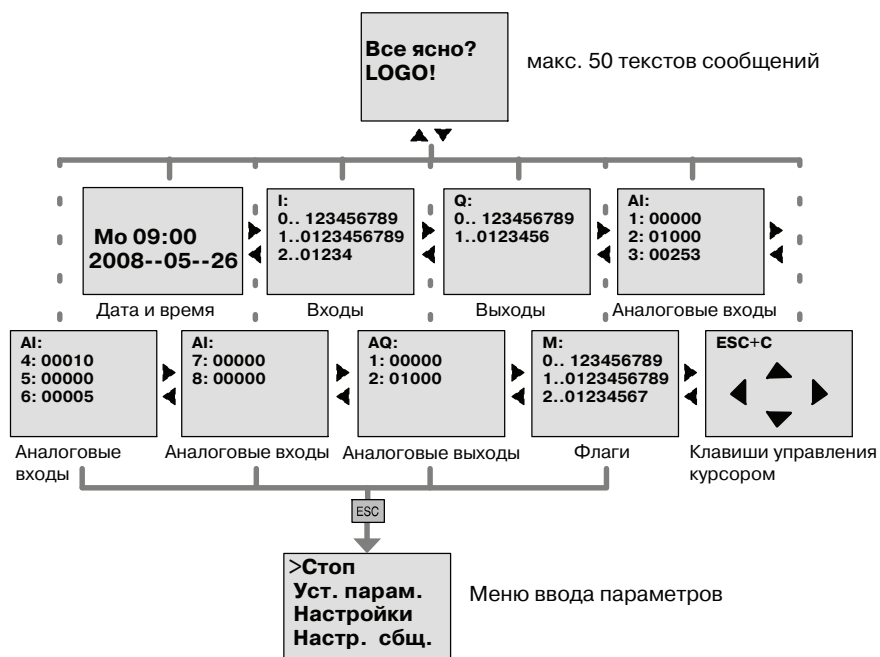 Все ясно?
LOGO!
макс. 50 текстов сообщений
Мо 09:00
2008--05--26
Дата и время
I:
0.. 123456789
1..0123456789
2..01234
Входы
Q:
0.. 123456789
1..0123456
Выходы
AI:
1: 00000
2: 01000
3: 00253
Аналоговые входы
AI:
4: 00010
5: 00000
6: 00005
Аналоговые
входы
AI:
7: 00000
8: 00000
Аналоговые входы
AQ:
1: 00000
2: 01000
Аналоговые выходы
M:
0.. 123456789
1..0123456789
2..01234567
Флаги
ESC+C
Клавиши управления
курсором
ESC
>Стоп
Уст. парам.
Настройки
Настр. сбщ.
Меню ввода параметров